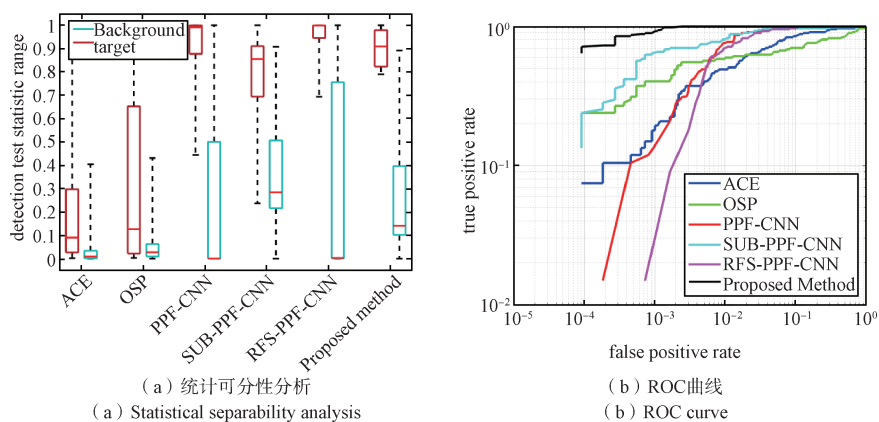 Background
target
detection test statistic range
1
0.9
0.8
0.7
0.6
0.5
0.4
0.3
0.2
0.1
0
ACE
OSP
PPF-CNN
SUB-PPF-CNN
RFS-PPF-CNN
Proposed method
（a）统计可分性分析
（a）Statistical separability analysis
true positive rate
10⁰
10⁻¹
10⁻²
ACE
OSP
PPF-CNN
SUB-PPF-CNN
RFS-PPF-CNN
Proposed Method
10⁻⁵ 10⁻⁴ 10⁻³ 10⁻² 10⁻¹ 10⁰
false positive rate
（b）ROC曲线
（b）ROC curve